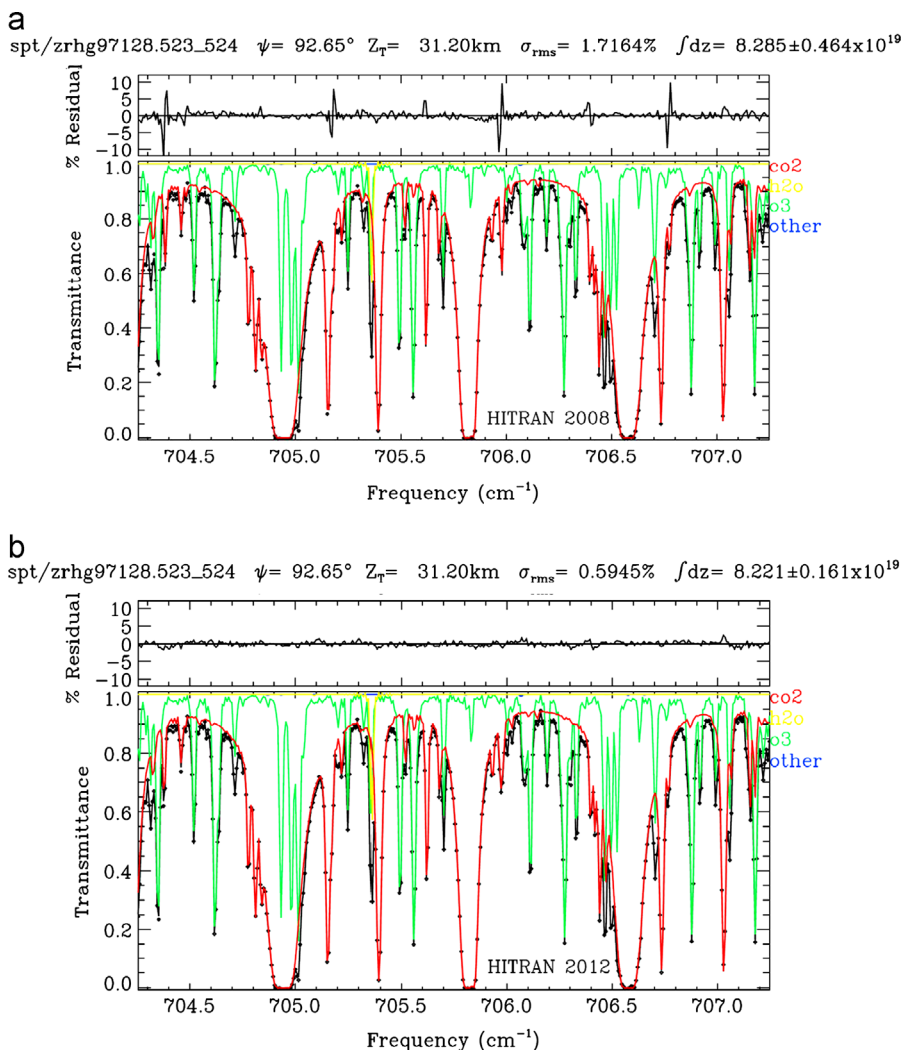 a
spt/zrhg97128.523_524 ψ= 92.65° Z_T= 31.20km σ_rms= 1.7164% ∫dz= 8.285±0.464x10^19
% Residual
10
5
0
-5
-10
Transmittance
1.0
0.8
0.6
0.4
0.2
0.0
co2
h2o
o3
other
HITRAN 2008
704.5 705.0 705.5 706.0 706.5 707.0
Frequency (cm⁻¹)
b
spt/zrhg97128.523_524 ψ= 92.65° Z_T= 31.20km σ_rms= 0.5945% ∫dz= 8.221±0.161x10^19
% Residual
10
5
0
-5
-10
Transmittance
1.0
0.8
0.6
0.4
0.2
0.0
co2
h2o
o3
other
HITRAN 2012
704.5 705.0 705.5 706.0 706.5 707.0
Frequency (cm⁻¹)